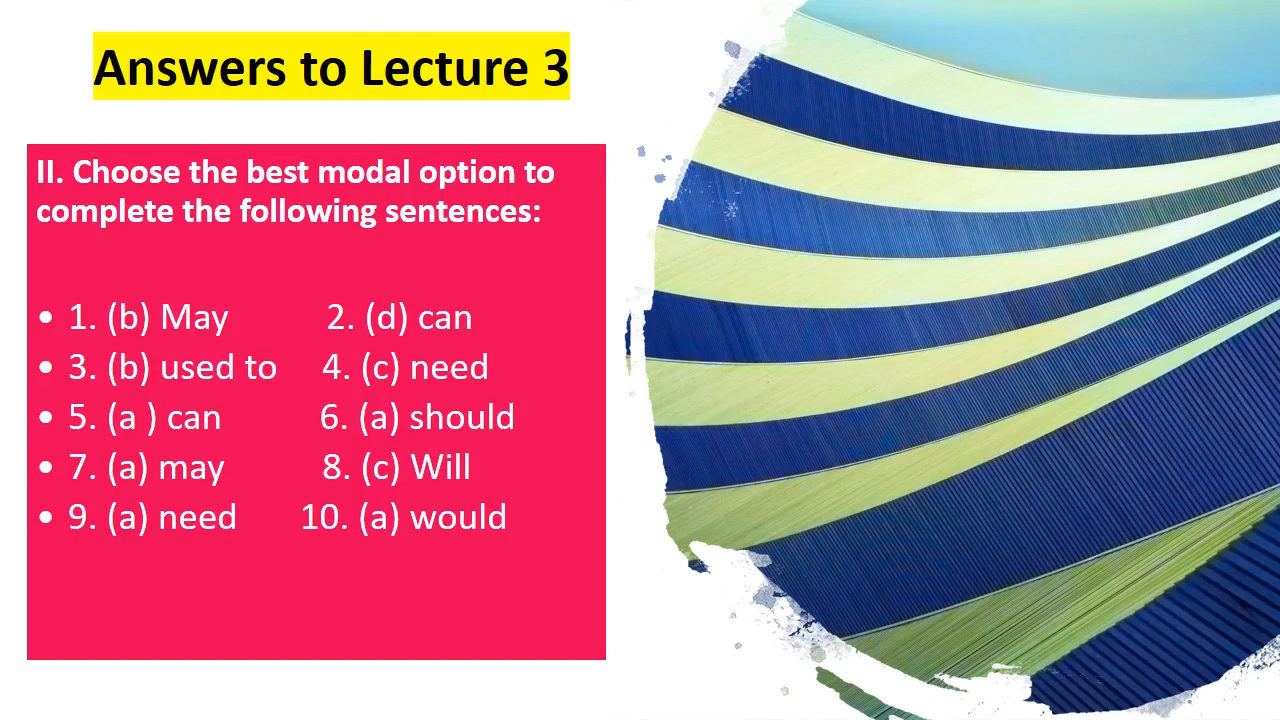 Answers to Lecture 3
II. Choose the best modal option to
complete the following sentences:
• 1. (b) May 2. (d) can
• 3. (b) used to 4. (c) need
• 5. (a ) can 6. (a) should
• 7. (a) may 8. (c) Will
• 9. (a) need 10. (a) would